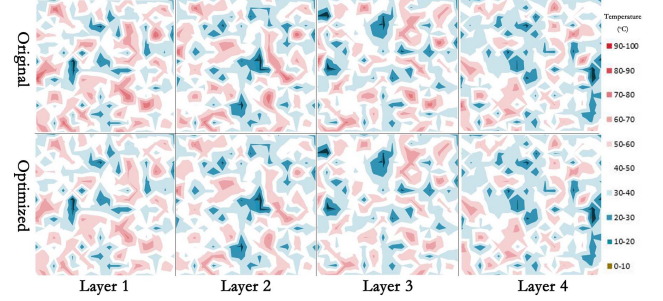 Temperature
(°C)
Original
90-100
80-90
70-80
60-70
50-60
40-50
30-40
20-30
10-20
0-10
Optimized
Layer 1
Layer 2
Layer 3
Layer 4